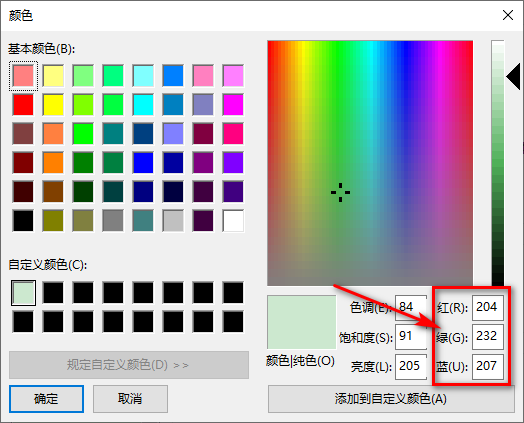 颜色
基本颜色(B):
自定义颜色(C):
规定自定义颜色(D) >>
确定
取消
颜色|纯色(O)
色调(E):
84
饱和度(S):
91
亮度(L):
205
红(R):
204
绿(G):
232
蓝(U):
207
添加到自定义颜色(A)